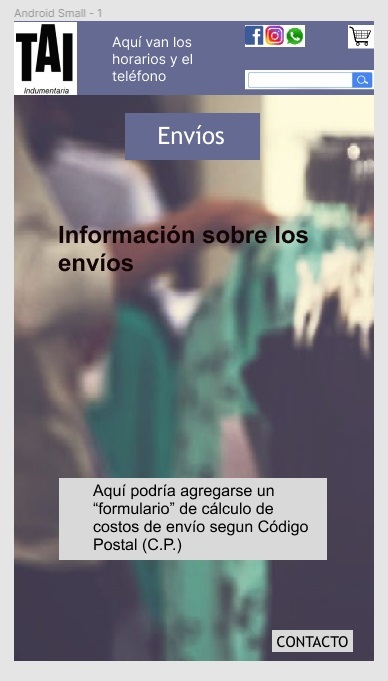 Android Small - 1
TAI
Indumentaria
Aquí van los
horarios y el
teléfono
Envíos
Información sobre los
envíos
Aquí podría agregarse un
“formulario” de cálculo de
costos de envío segun Código
Postal (C.P.)
CONTACTO